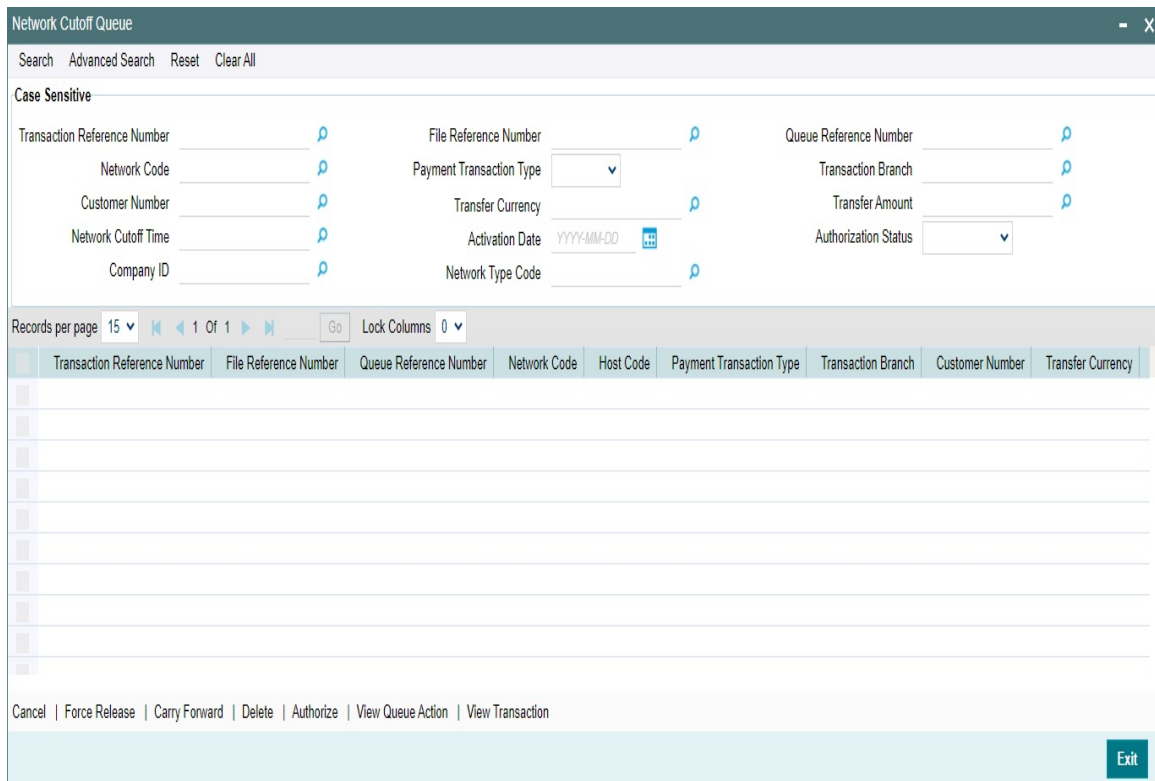 Network Cutoff Queue - X
Search Advanced Search Reset Clear All
Case Sensitive
Transaction Reference Number File Reference Number Queue Reference Number
Network Code Payment Transaction Type Transaction Branch
Customer Number Transfer Currency Transfer Amount
Network Cutoff Time Activation Date YYYY-MM-DD Authorization Status
Company ID Network Type Code
Records per page 15 1 Of 1 Go Lock Columns 0
Transaction Reference Number File Reference Number Queue Reference Number Network Code Host Code Payment Transaction Type Transaction Branch Customer Number Transfer Currency
Cancel | Force Release | Carry Forward | Delete | Authorize | View Queue Action | View Transaction
Exit